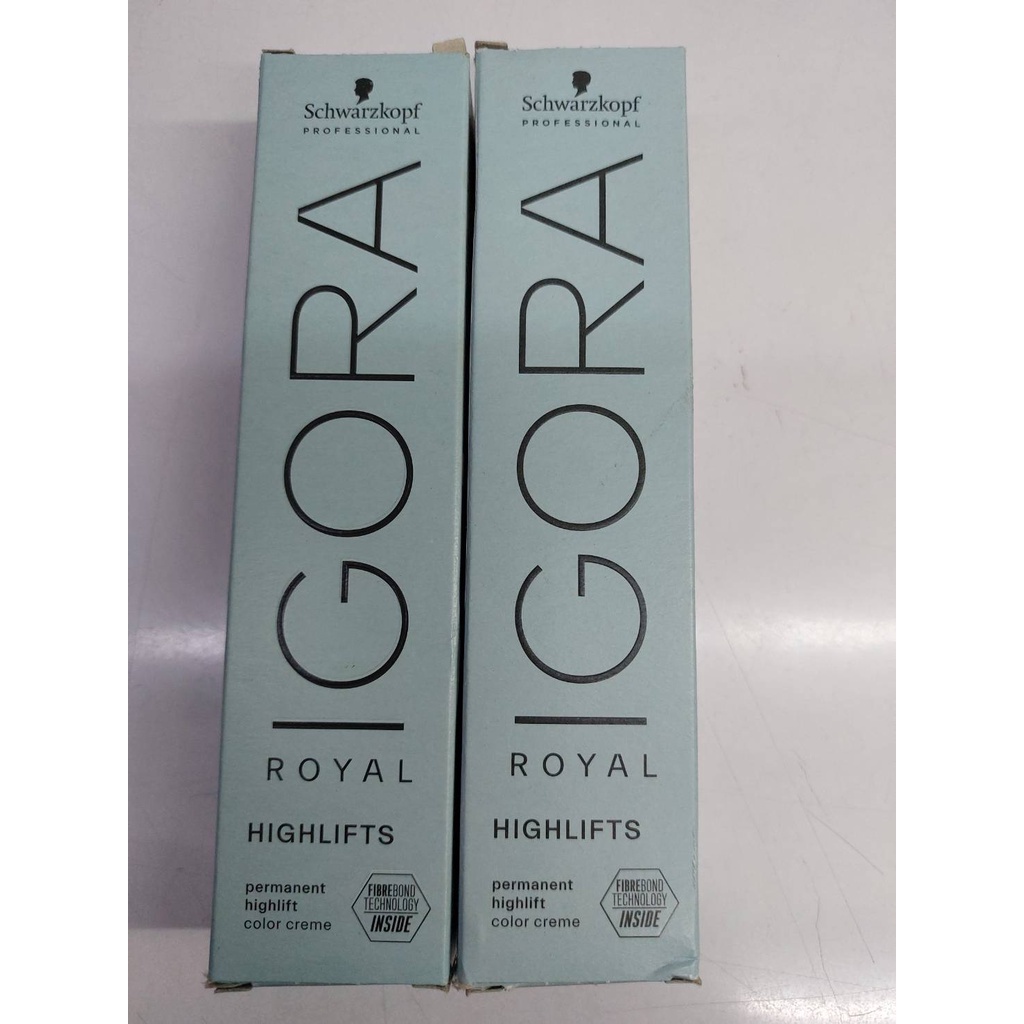 Schwarzkopf
PROFESSIONAL
IGORA
ROYAL
HIGHLIFTS
permanent
highlift
color creme
FIBREBOND
TECHNOLOGY
INSIDE
Schwarzkopf
PROFESSIONAL
IGORA
ROYAL
HIGHLIFTS
permanent
highlift
color creme
FIBREBOND
TECHNOLOGY
INSIDE